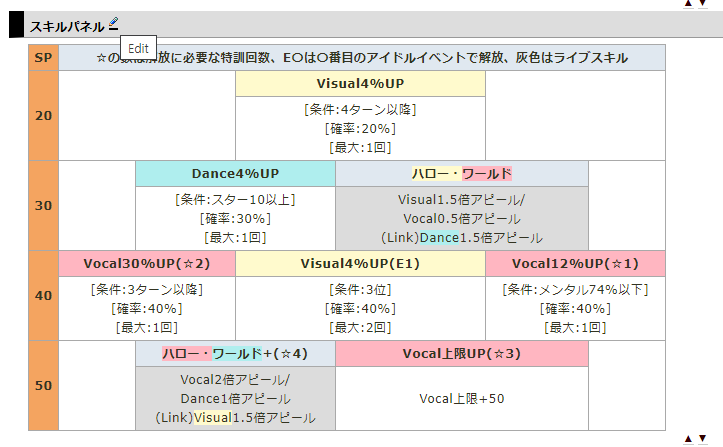 ▲ ▼
スキルパネル
Edit
SP
☆の数は解放に必要な特訓回数、E〇は〇番目のアイドルイベントで解放、灰色はライブスキル
20
Visual4%UP
[条件:4ターン以降]
[確率:20%]
[最大:1回]
30
Dance4%UP
[条件:スター10以上]
[確率:30%]
[最大:1回]
ハロー・ワールド
Visual1.5倍アピール/
Vocal0.5倍アピール
(Link)Dance1.5倍アピール
40
Vocal30%UP(☆2)
[条件:3ターン以降]
[確率:40%]
[最大:1回]
Visual4%UP(E1)
[条件:3位]
[確率:40%]
[最大:2回]
Vocal12%UP(☆1)
[条件:メンタル74%以下]
[確率:40%]
[最大:1回]
50
ハロー・ワールド+(☆4)
Vocal2倍アピール/
Dance1倍アピール
(Link)Visual1.5倍アピール
Vocal上限UP(☆3)
Vocal上限+50
▲ ▼